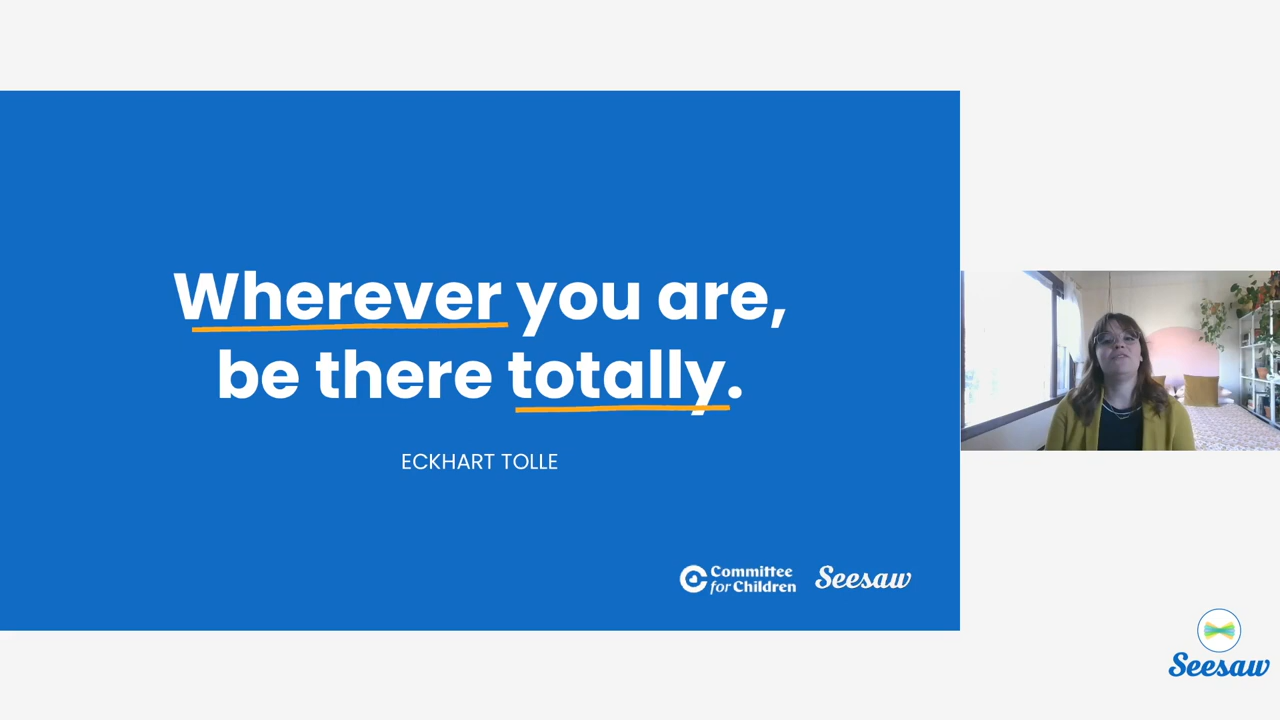 Wherever you are,
be there totally.
ECKHART TOLLE
Committee
for Children
Seesaw
Seesaw